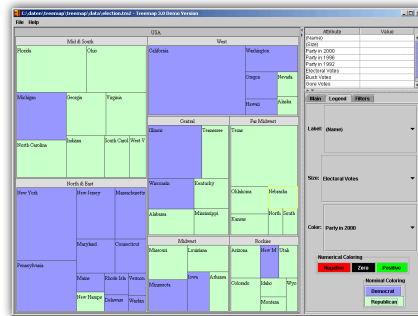 C:\daten\treemap\treemap\data\election.tm2 - Treemap 3.0 Demo Version
File Help
USA
Mid & South
Florida
Ohio
Michigan
Georgia
Virginia
North Carolina
Indiana
South Carol
West V
North & East
New York
New Jersey
Massachusetts
Maryland
Connecticut
Pennsylvania
Maine
Rhode Isla
Vermon
New Hamps
Delaware
Washin
West
California
Washington
Oregon
Nevada
Hawaii
Alaska
Central
Illinois
Tennessee
Wisconsin
Kentucky
Alabama
Mississippi
Far Midwest
Texas
Oklahoma
Nebraska
Kansas
North
South
Midwest
Missouri
Louisiana
Minnesota
Iowa
Arkansa
Rockies
Arizona
New M
Utah
Colorado
Idaho
Wyo
Montana
Attribute Value
(Name)
(Size)
Party in 2000
Party in 1996
Party in 1992
Electoral Votes
Bush Votes
Gore Votes
Main Legend Filters
Label: (Name)
Size: Electoral Votes
Color: Party in 2000
Numerical Coloring
Negative Zero Positive
Nominal Coloring
Democrat
Republican